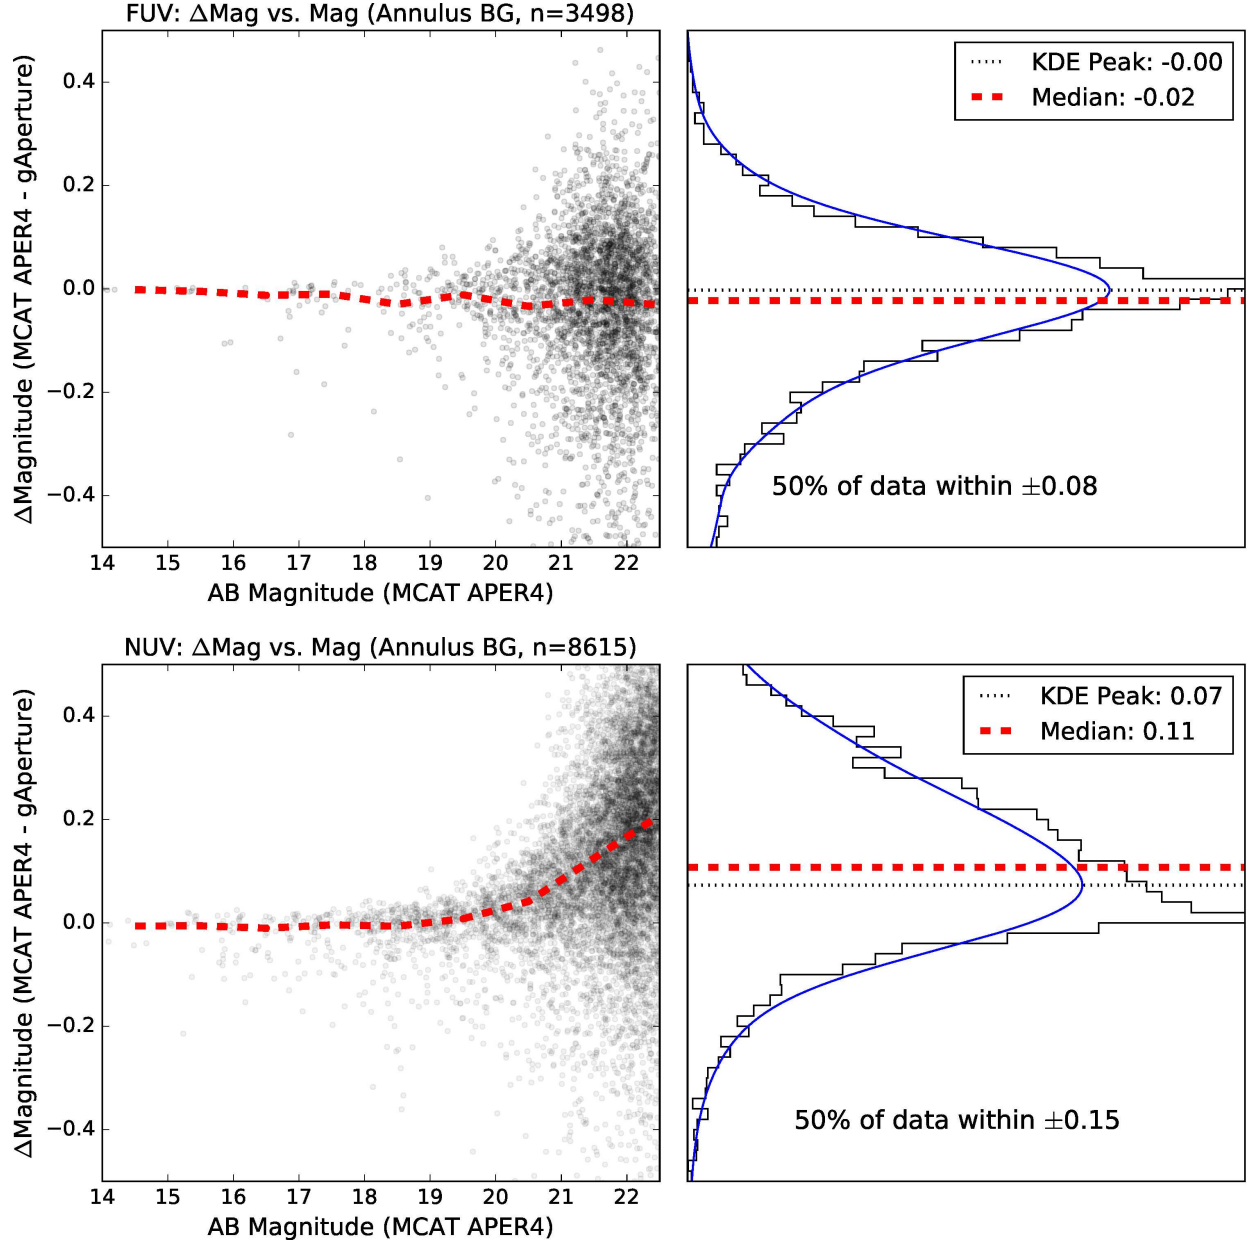 FUV: ΔMag vs. Mag (Annulus BG, n=3498)
ΔMagnitude (MCAT APER4 - gAperture)
0.4
0.2
0.0
−0.2
−0.4
14 15 16 17 18 19 20 21 22
AB Magnitude (MCAT APER4)
KDE Peak: -0.00
Median: -0.02
50% of data within ±0.08
NUV: ΔMag vs. Mag (Annulus BG, n=8615)
ΔMagnitude (MCAT APER4 - gAperture)
0.4
0.2
0.0
−0.2
−0.4
14 15 16 17 18 19 20 21 22
AB Magnitude (MCAT APER4)
KDE Peak: 0.07
Median: 0.11
50% of data within ±0.15